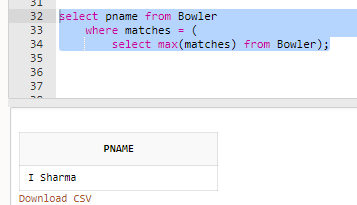 31
32 select pname from Bowler
33 where matches = (
34 select max(matches) from Bowler);
35
36
37
38
PNAME
I Sharma
Download CSV